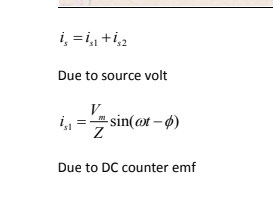 i_s = i_s1 + i_s2
Due to source volt
i_s1 = V_m/Z sin(ωt − ϕ)
Due to DC counter emf